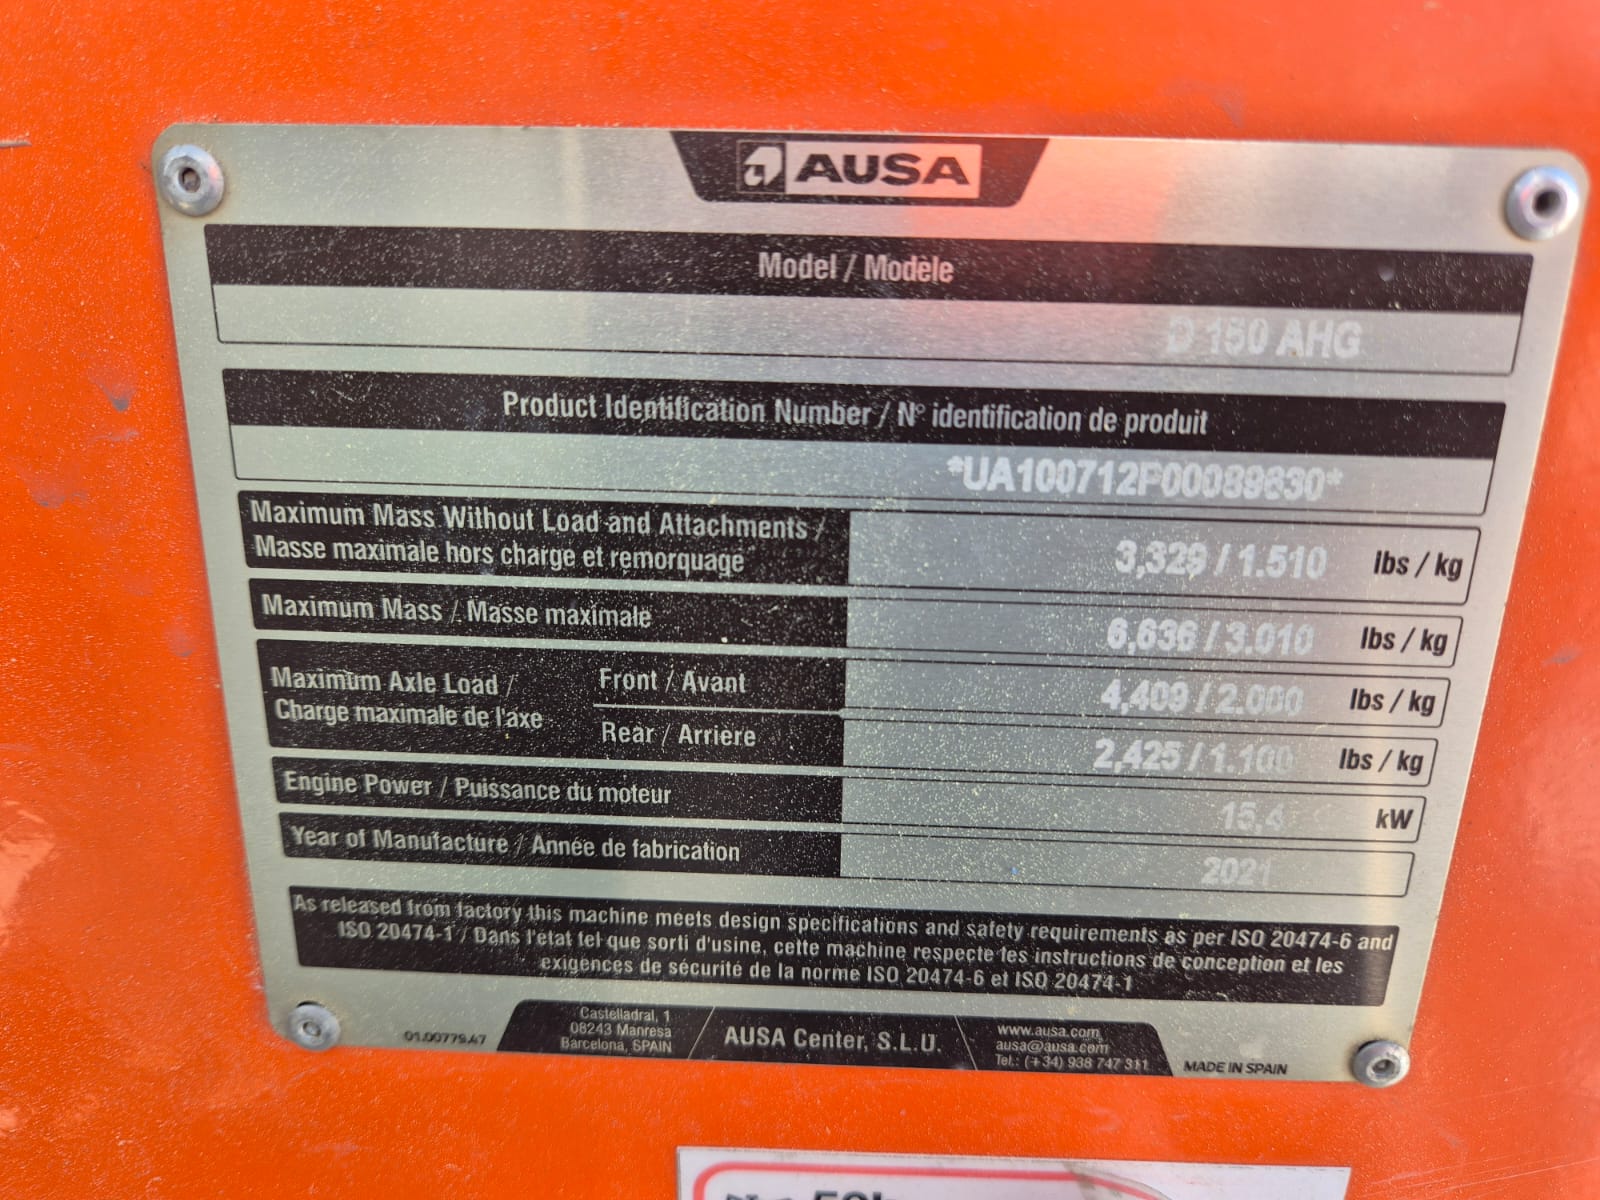 AUSA
Model / Modèle
D 150 AHG
Product Identification Number / N° identification de produit
*UA100712P00089630*
Maximum Mass Without Load and Attachments /
Masse maximale hors charge et remorquage
3,329 / 1.510 lbs / kg
Maximum Mass / Masse maximale
6,636 / 3.010 lbs / kg
Maximum Axle Load /
Charge maximale de l'axe
Front / Avant
4,409 / 2.000 lbs / kg
Rear / Arrière
2,425 / 1.100 lbs / kg
Engine Power / Puissance du moteur
15,4 kW
Year of Manufacture / Année de fabrication
2021
As released from factory this machine meets design specifications and safety requirements as per ISO 20474-6 and
ISO 20474-1 / Dans l'etat tel que sorti d'usine, cette machine respecte les instructions de conception et les
exigences de sécurité de la norme ISO 20474-6 et ISO 20474-1
01.00779.47
Castelladral, 1
08243 Manresa
Barcelona, SPAIN
AUSA Center, S.L.U.
www.ausa.com
ausa@ausa.com
Tel.: (+34) 938 747 311
MADE IN SPAIN